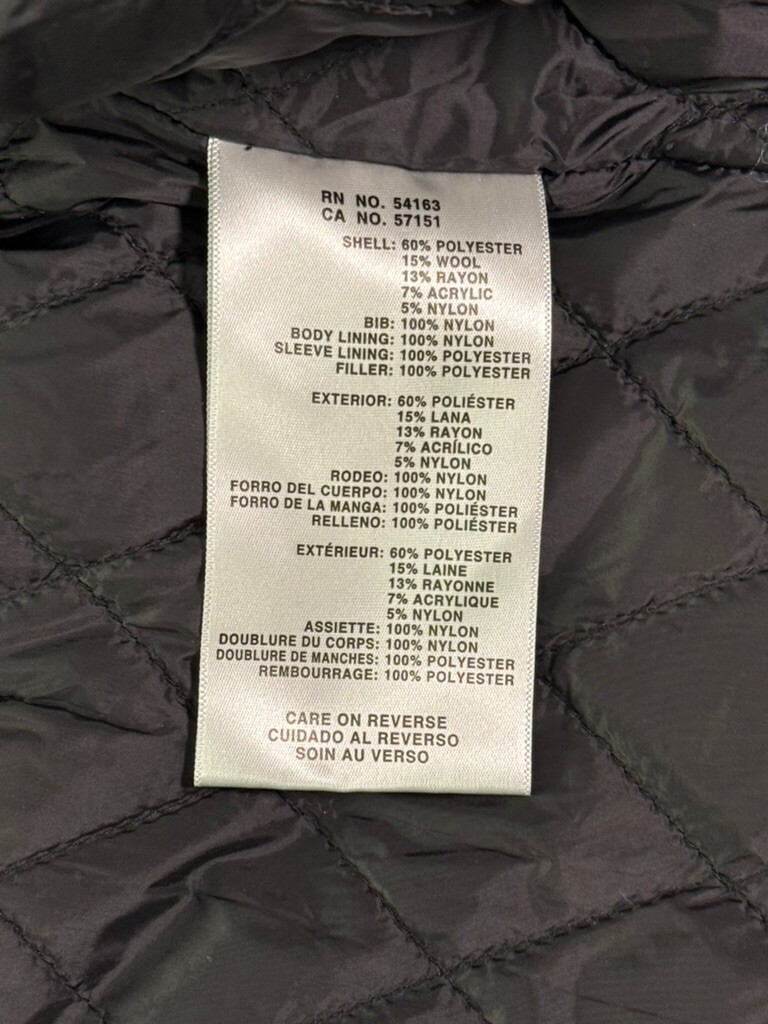 RN NO. 54163
CA NO. 57151
SHELL: 60% POLYESTER
15% WOOL
13% RAYON
7% ACRYLIC
5% NYLON
BIB: 100% NYLON
BODY LINING: 100% NYLON
SLEEVE LINING: 100% POLYESTER
FILLER: 100% POLYESTER
EXTERIOR: 60% POLIÉSTER
15% LANA
13% RAYON
7% ACRÍLICO
5% NYLON
RODEO: 100% NYLON
FORRO DEL CUERPO: 100% NYLON
FORRO DE LA MANGA: 100% POLIÉSTER
RELLENO: 100% POLIÉSTER
EXTÉRIEUR: 60% POLYESTER
15% LAINE
13% RAYONNE
7% ACRYLIQUE
5% NYLON
ASSIETTE: 100% NYLON
DOUBLURE DU CORPS: 100% NYLON
DOUBLURE DE MANCHES: 100% POLYESTER
REMBOURRAGE: 100% POLYESTER
CARE ON REVERSE
CUIDADO AL REVERSO
SOIN AU VERSO